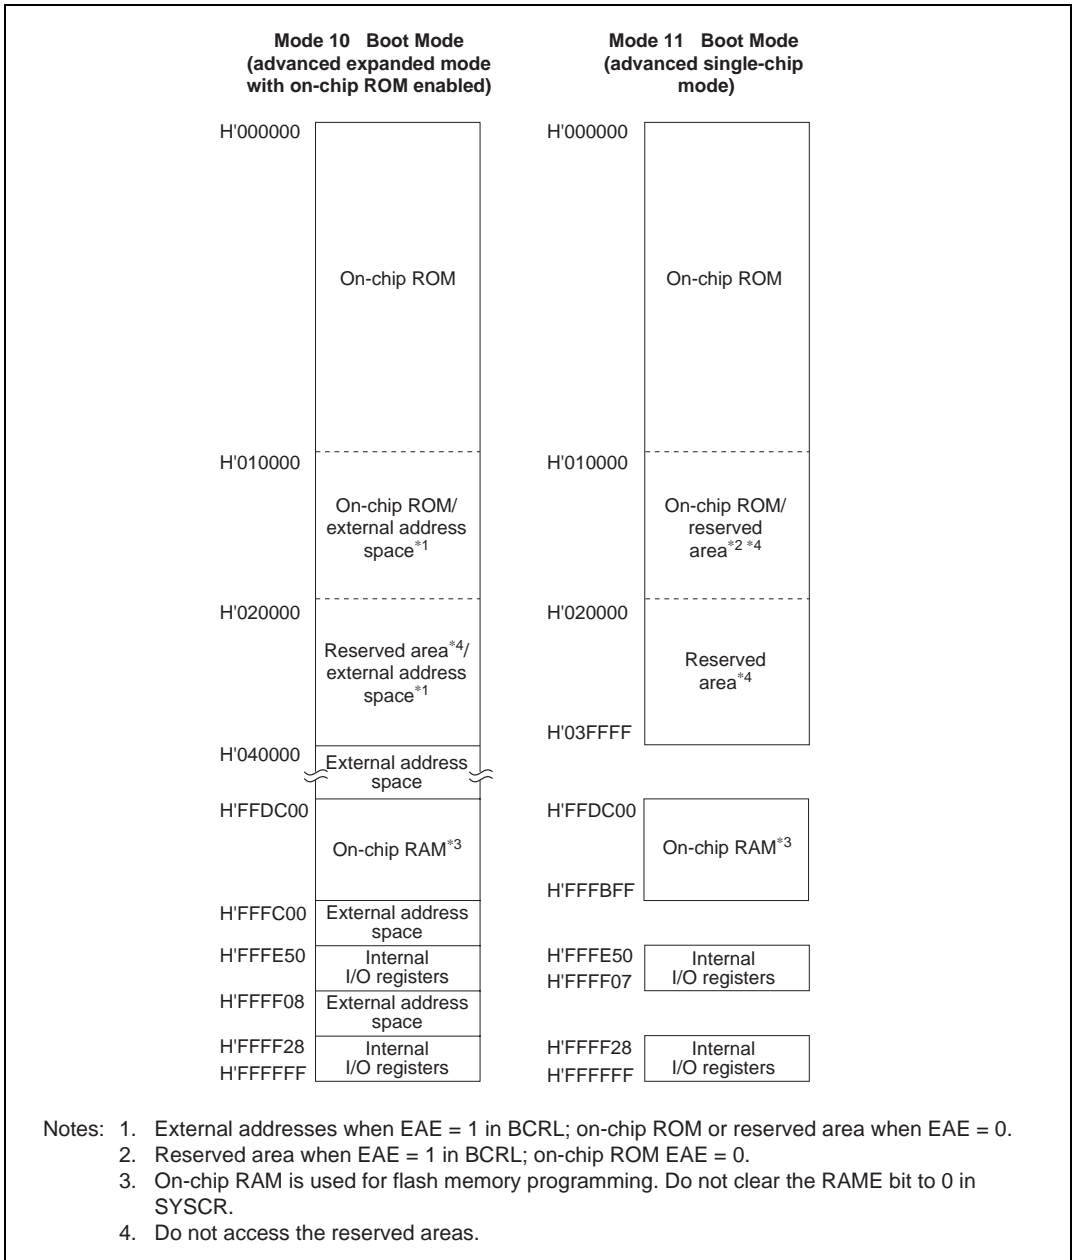 Mode 10 Boot Mode
(advanced expanded mode
with on-chip ROM enabled)
H'000000
On-chip ROM
H'010000
On-chip ROM/
external address
space*1
H'020000
Reserved area*4/
external address
space*1
H'040000
External address
space
H'FFDC00
On-chip RAM*3
H'FFFC00
External address
space
H'FFFE50
Internal
I/O registers
H'FFFF08
External address
space
H'FFFF28
Internal
I/O registers
H'FFFFFF
Mode 11 Boot Mode
(advanced single-chip
mode)
H'000000
On-chip ROM
H'010000
On-chip ROM/
reserved
area*2 *4
H'020000
Reserved
area*4
H'03FFFF
H'FFDC00
On-chip RAM*3
H'FFFBFF
H'FFFE50
Internal
I/O registers
H'FFFF07
H'FFFF28
Internal
I/O registers
H'FFFFFF
Notes: 1. External addresses when EAE = 1 in BCRL; on-chip ROM or reserved area when EAE = 0.
2. Reserved area when EAE = 1 in BCRL; on-chip ROM EAE = 0.
3. On-chip RAM is used for flash memory programming. Do not clear the RAME bit to 0 in
SYSCR.
4. Do not access the reserved areas.